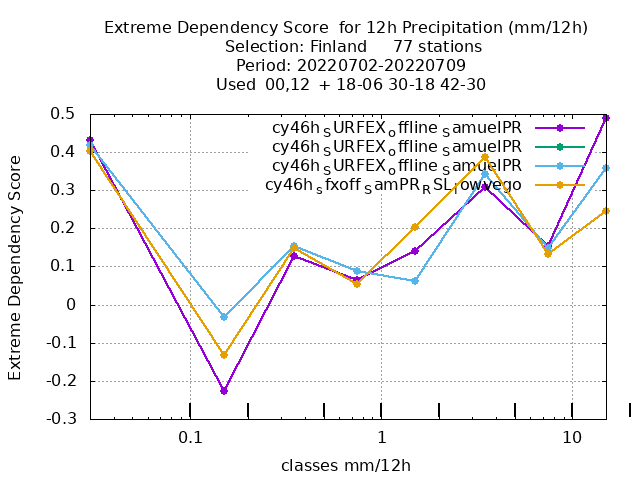 Extreme Dependency Score for 12h Precipitation (mm/12h)
Selection: Finland 77 stations
Period: 20220702-20220709
Used 00,12 + 18-06 30-18 42-30
0.5
0.4
0.3
0.2
0.1
0
-0.1
-0.2
-0.3
Extreme Dependency Score
cy46h_SURFEX_offline_SamuelPR
cy46h_SURFEX_offline_SamuelPR
cy46h_SURFEX_offline_SamuelPR
cy46h_sfxoff_SamPR_RSL
0.1
1
10
classes mm/12h